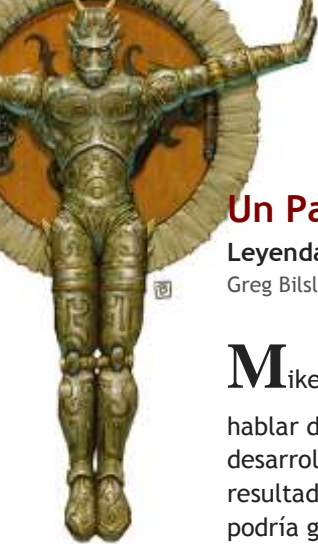 Un Pa
Leyenda
Greg Bilsl
Mike
hablar d
desarrol
resultad
podría g